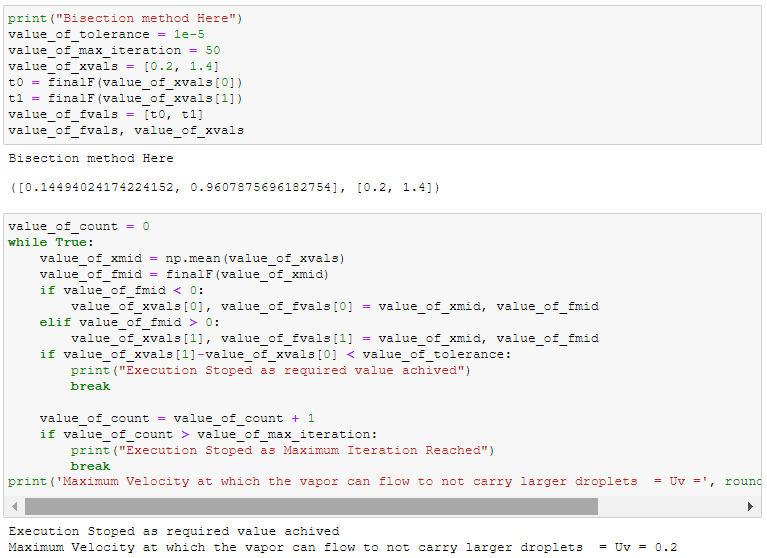 print("Bisection method Here")
value_of_tolerance = 1e-5
value_of_max_iteration = 50
value_of_xvals = [0.2, 1.4]
t0 = finalF(value_of_xvals[0])
t1 = finalF(value_of_xvals[1])
value_of_fvals = [t0, t1]
value_of_fvals, value_of_xvals
Bisection method Here
([0.14494024174224152, 0.9607875696182754], [0.2, 1.4])
value_of_count = 0
while True:
    value_of_xmid = np.mean(value_of_xvals)
    value_of_fmid = finalF(value_of_xmid)
    if value_of_fmid < 0:
        value_of_xvals[0], value_of_fvals[0] = value_of_xmid, value_of_fmid
    elif value_of_fmid > 0:
        value_of_xvals[1], value_of_fvals[1] = value_of_xmid, value_of_fmid
    if value_of_xvals[1]-value_of_xvals[0] < value_of_tolerance:
        print("Execution Stoped as required value achived")
        break
    value_of_count = value_of_count + 1
    if value_of_count > value_of_max_iteration:
        print("Execution Stoped as Maximum Iteration Reached")
        break
print('Maximum Velocity at which the vapor can flow to not carry larger droplets  = Uv =', round
Execution Stoped as required value achived
Maximum Velocity at which the vapor can flow to not carry larger droplets  = Uv = 0.2